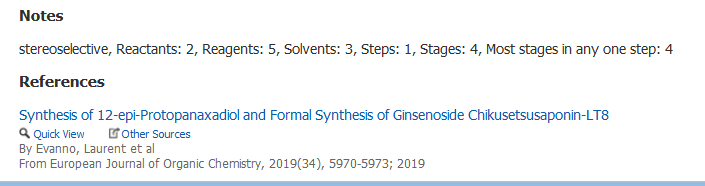 Notes
stereoselective, Reactants: 2, Reagents: 5, Solvents: 3, Steps: 1, Stages: 4, Most stages in any one step: 4
References
Synthesis of 12-epi-Protopanaxadiol and Formal Synthesis of Ginsenoside Chikusetsusaponin-LT8
Quick View Other Sources
By Evanno, Laurent et al
From European Journal of Organic Chemistry, 2019(34), 5970-5973; 2019